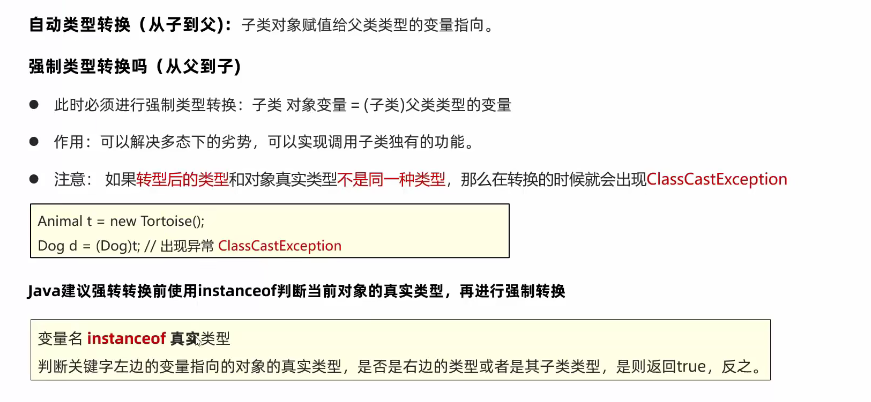 自动类型转换（从子到父）：子类对象赋值给父类类型的变量指向。
强制类型转换吗（从父到子)
● 此时必须进行强制类型转换：子类 对象变量 = (子类)父类类型的变量
● 作用：可以解决多态下的劣势，可以实现调用子类独有的功能。
● 注意： 如果转型后的类型和对象真实类型不是同一种类型，那么在转换的时候就会出现ClassCastException
Animal t = new Tortoise();
Dog d = (Dog)t; // 出现异常 ClassCastException
Java建议强转转换前使用instanceof判断当前对象的真实类型，再进行强制转换
变量名 instanceof 真实类型
判断关键字左边的变量指向的对象的真实类型，是否是右边的类型或者是其子类类型，是则返回true，反之。